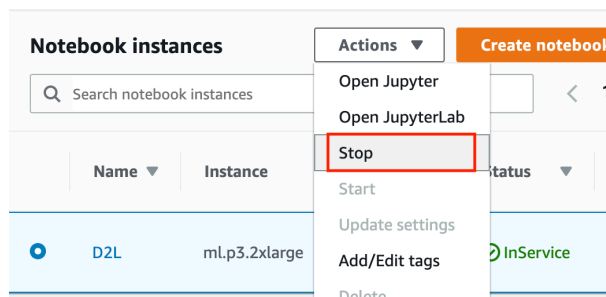 Notebook instances
Actions
Create notebook
Search notebook instances
Open Jupyter
Open JupyterLab
Stop
Start
Update settings
Add/Edit tags
Delete
Name
Instance
Status
D2L
ml.p3.2xlarge
InService